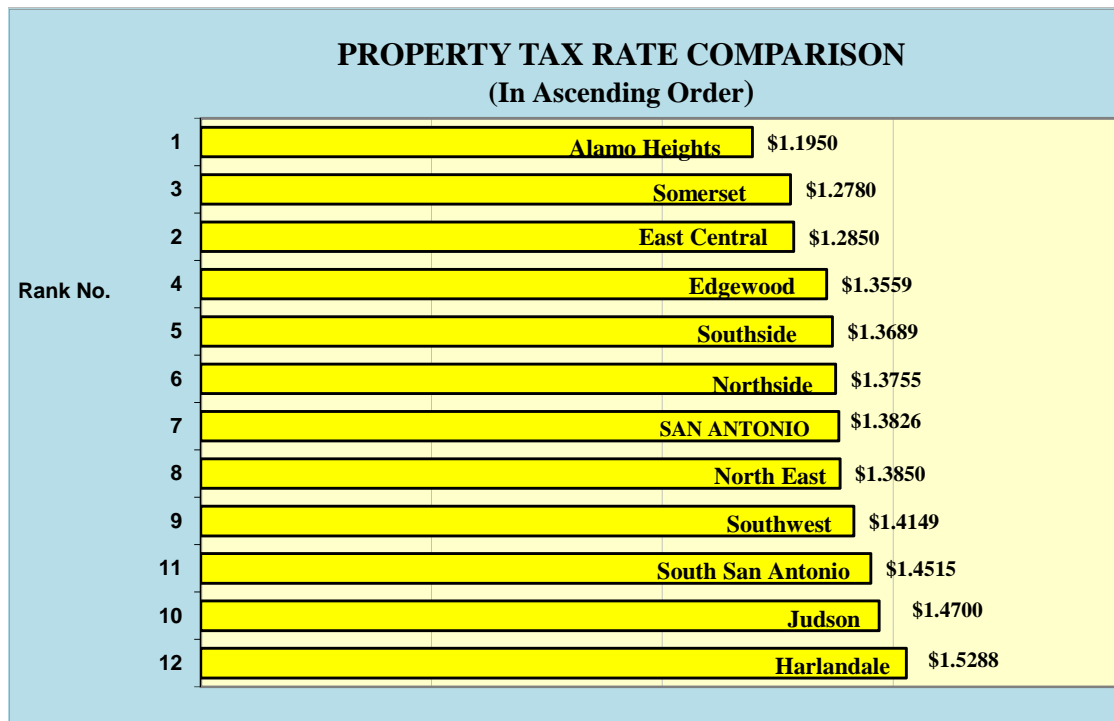 PROPERTY TAX RATE COMPARISON
(In Ascending Order)
1 Alamo Heights $1.1950
3 Somerset $1.2780
2 East Central $1.2850
Rank No. 4 Edgewood $1.3559
5 Southside $1.3689
6 Northside $1.3755
7 SAN ANTONIO $1.3826
8 North East $1.3850
9 Southwest $1.4149
11 South San Antonio $1.4515
10 Judson $1.4700
12 Harlandale $1.5288